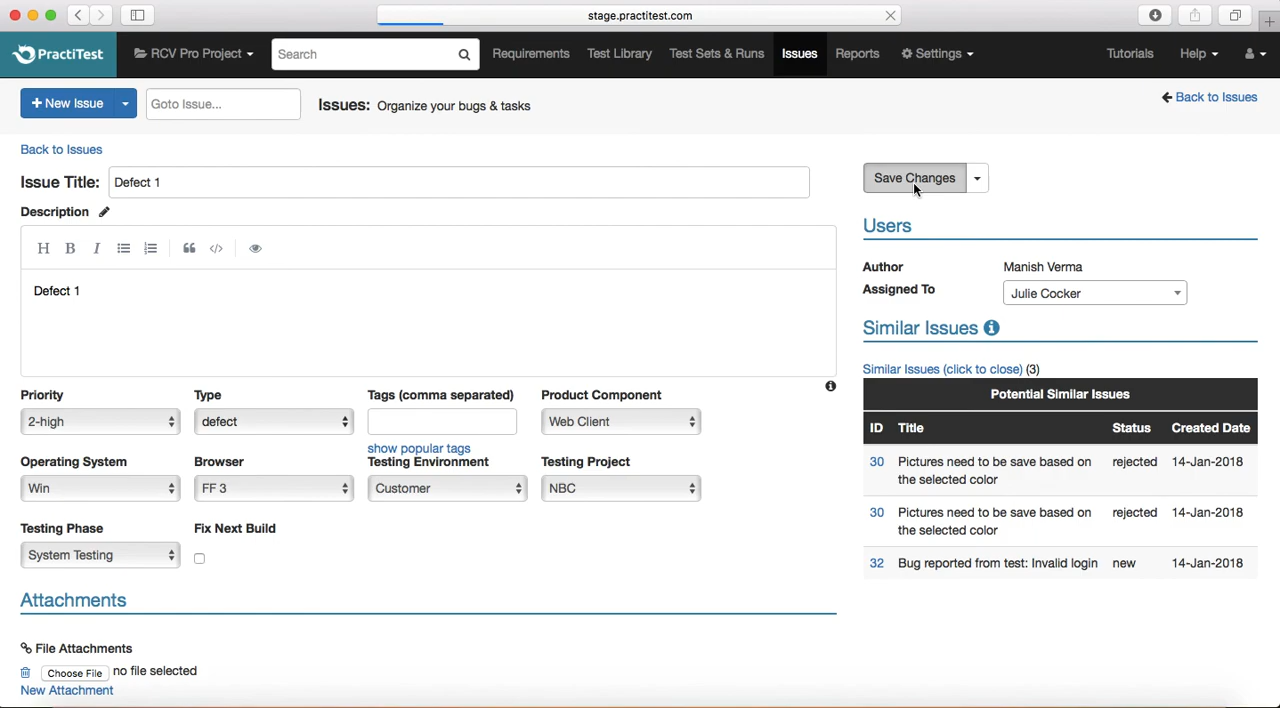 stage.practitest.com
PractiTest
RCV Pro Project
Search
Requirements
Test Library
Test Sets & Runs
Issues
Reports
Settings
Tutorials
Help
+ New Issue
Goto Issue...
Issues: Organize your bugs & tasks
Back to Issues
Back to Issues
Issue Title: Defect 1
Save Changes
Description
H B I
Defect 1
Users
Author Manish Verma
Assigned To Julie Cocker
Similar Issues
Similar Issues (click to close) (3)
Potential Similar Issues
ID Title Status Created Date
30 Pictures need to be save based on rejected 14-Jan-2018
the selected color
30 Pictures need to be save based on rejected 14-Jan-2018
the selected color
32 Bug reported from test: Invalid login new 14-Jan-2018
Priority Type Tags (comma separated) Product Component
2-high defect Web Client
show popular tags
Operating System Browser Testing Environment Testing Project
Win FF 3 Customer NBC
Testing Phase Fix Next Build
System Testing
Attachments
File Attachments
Choose File no file selected
New Attachment